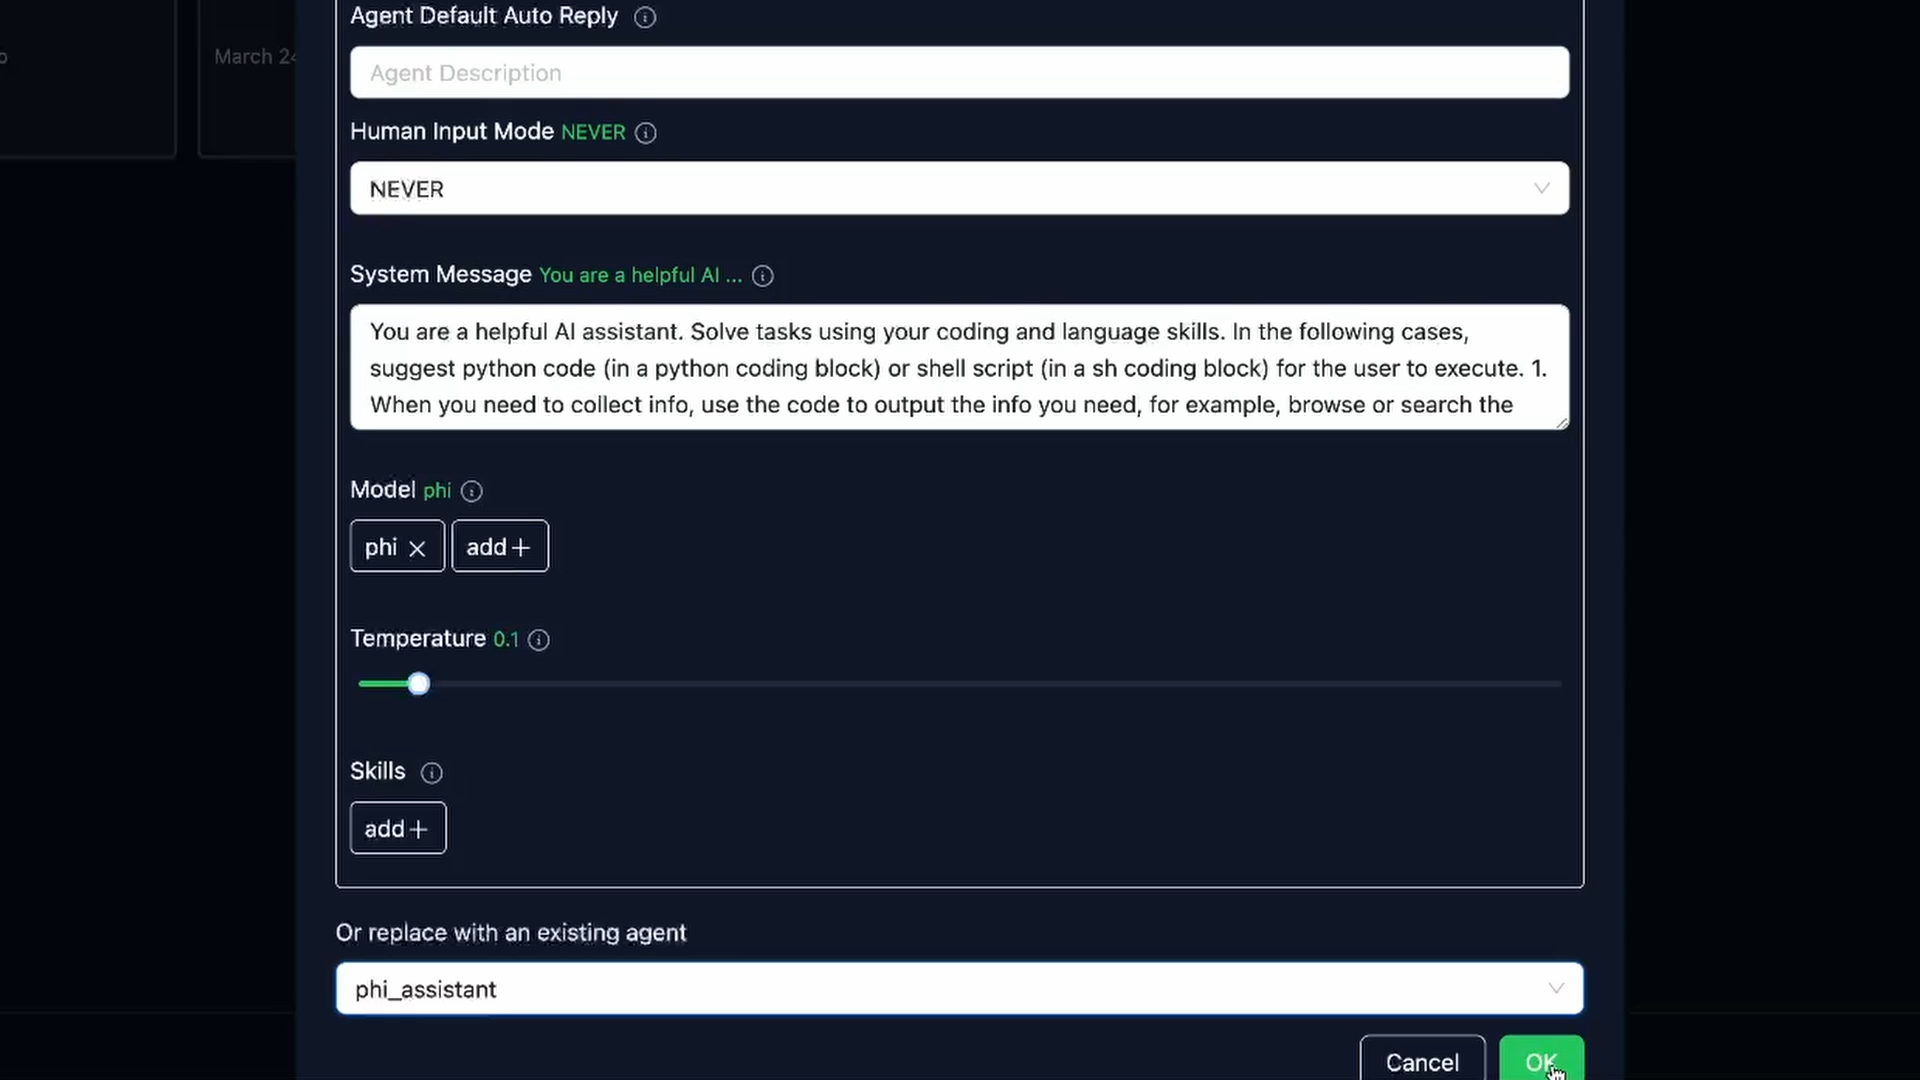 Agent Default Auto Reply
March 24
Agent Description
Human Input Mode NEVER
NEVER
System Message You are a helpful AI ...
You are a helpful AI assistant. Solve tasks using your coding and language skills. In the following cases,
suggest python code (in a python coding block) or shell script (in a sh coding block) for the user to execute. 1.
When you need to collect info, use the code to output the info you need, for example, browse or search the
Model phi
phi
add+
Temperature 0.1
Skills
add+
Or replace with an existing agent
phi_assistant
Cancel
OK